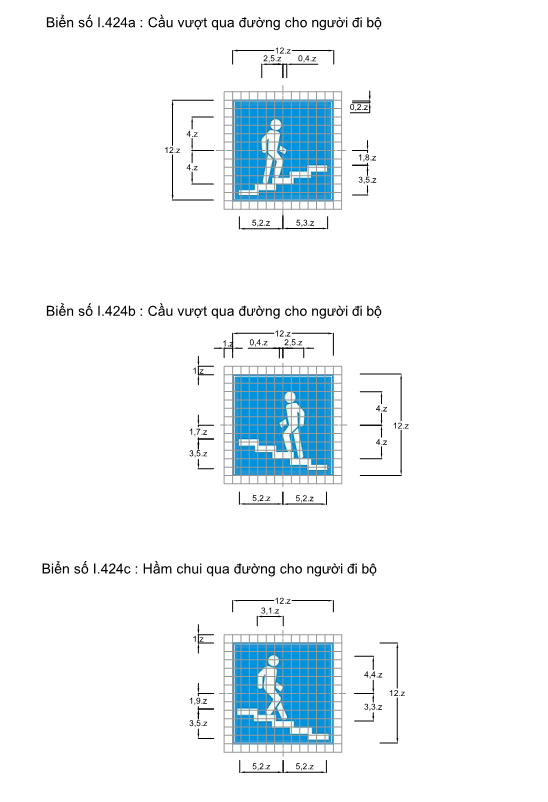 Biển số I.424a : Cầu vượt qua đường cho người đi bộ
12.z
2,5.z 0,4.z
0,2.z
4.z
12.z
1,8.z
4.z
3,5.z
5,2.z 5,3.z
Biển số I.424b : Cầu vượt qua đường cho người đi bộ
12.z
1.z 0,4.z 2,5.z
1.z
4.z
12.z
1,7.z
4.z
3,5.z
5,2.z 5,2.z
Biển số I.424c : Hầm chui qua đường cho người đi bộ
12.z
3,1.z
1.z
4,4.z
12.z
1,9.z
3,3.z
3,5.z
5,2.z 5,2.z